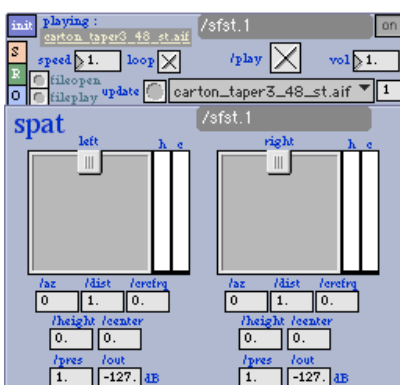 init playing : /sfst.1 on
carton_taper3_48_st.aif
S speed 1. loop /play vol 1.
R fileopen
O fileplay update carton_taper3_48_st.aif 1
spat /sfst.1
left h c right h c
/az /dist /crcfrq /az /dist /crcfrq
0 1. 0. 0 1. 0.
/height /center /height /center
0. 0. 0. 0.
/pres /out /pres /out
1. -127. dB 1. -127. dB